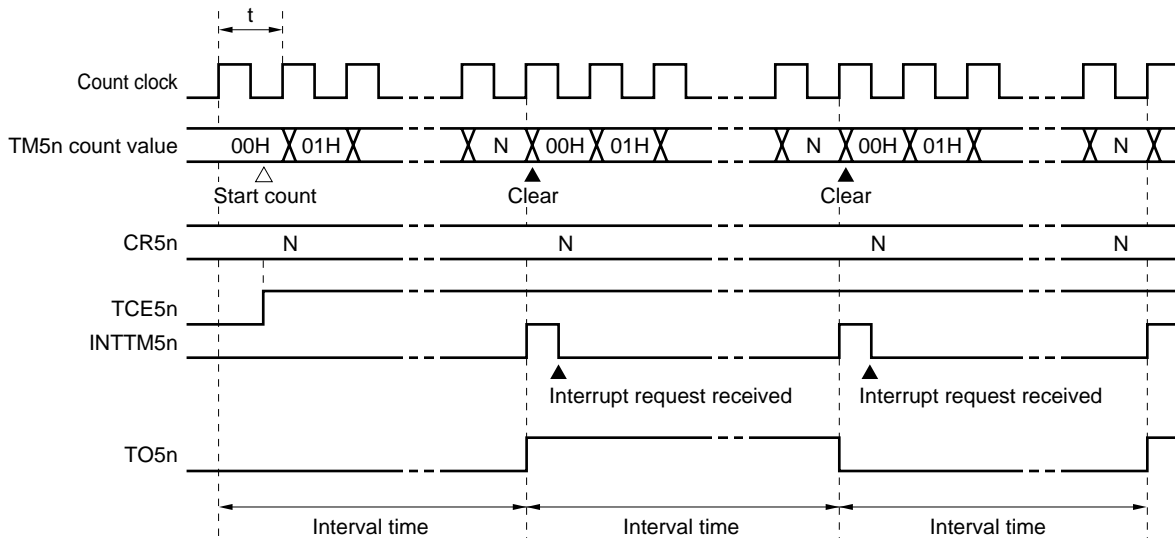 t
Count clock
TM5n count value 00H 01H N 00H 01H N 00H 01H N
Start count Clear Clear
CR5n N N N N
TCE5n
INTTM5n
Interrupt request received Interrupt request received
TO5n
Interval time Interval time Interval time